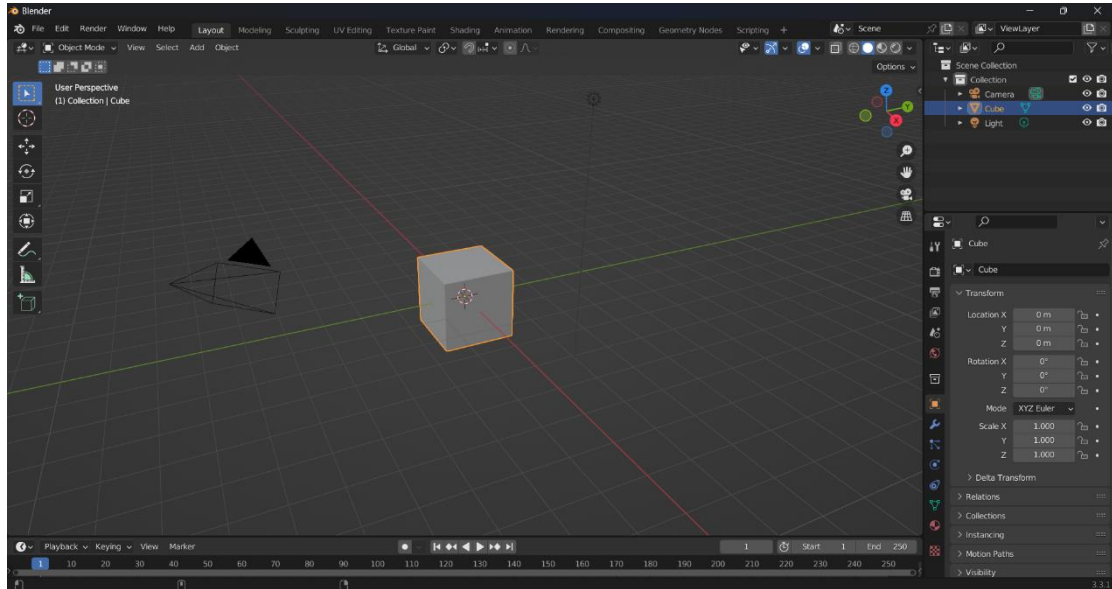 Blender
File Edit Render Window Help Layout Modeling Sculpting UV Editing Texture Paint Shading Animation Rendering Compositing Geometry Nodes Scripting + Scene ViewLayer
Object Mode View Select Add Object Global
Options
User Perspective
(1) Collection | Cube
Z
Y
X
Scene Collection
Collection
Camera
Cube
Light
Cube
Cube
Transform
Location X 0 m
Y 0 m
Z 0 m
Rotation X 0°
Y 0°
Z 0°
Mode XYZ Euler
Scale X 1.000
Y 1.000
Z 1.000
Delta Transform
Relations
Collections
Instancing
Motion Paths
Visibility
Playback Keying View Marker 1 Start 1 End 250
1 10 20 30 40 50 60 70 80 90 100 110 120 130 140 150 160 170 180 190 200 210 220 230 240 250
3.3.1